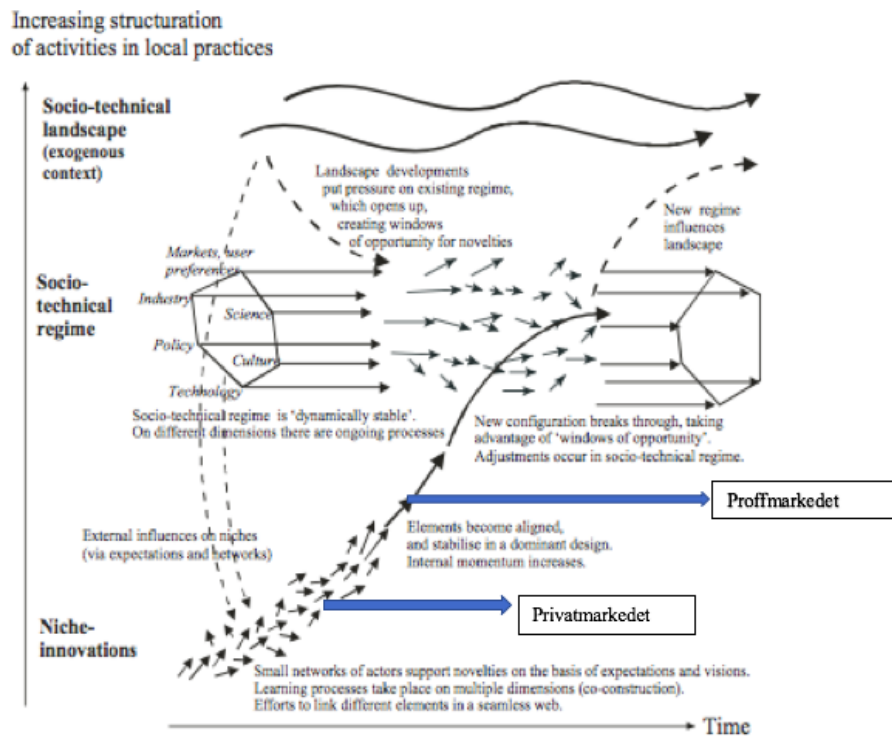 Increasing structuration
of activities in local practices
Socio-technical
landscape
(exogenous
context)
Landscape developments
put pressure on existing regime,
which opens up,
creating windows
of opportunity for novelties
New regime
influences
landscape
Markets, user
preferences
Socio-
technical
regime
Industry
Science
Policy
Culture
Technology
Socio-technical regime is ‘dynamically stable’.
On different dimensions there are ongoing processes
New configuration breaks through, taking
advantage of ‘windows of opportunity’.
Adjustments occur in socio-technical regime.
Proffmarkedet
External influences on niches
(via expectations and networks)
Elements become aligned,
and stabilise in a dominant design.
Internal momentum increases.
Privatmarkedet
Niche-
innovations
Small networks of actors support novelties on the basis of expectations and visions.
Learning processes take place on multiple dimensions (co-construction).
Efforts to link different elements in a seamless web.
Time